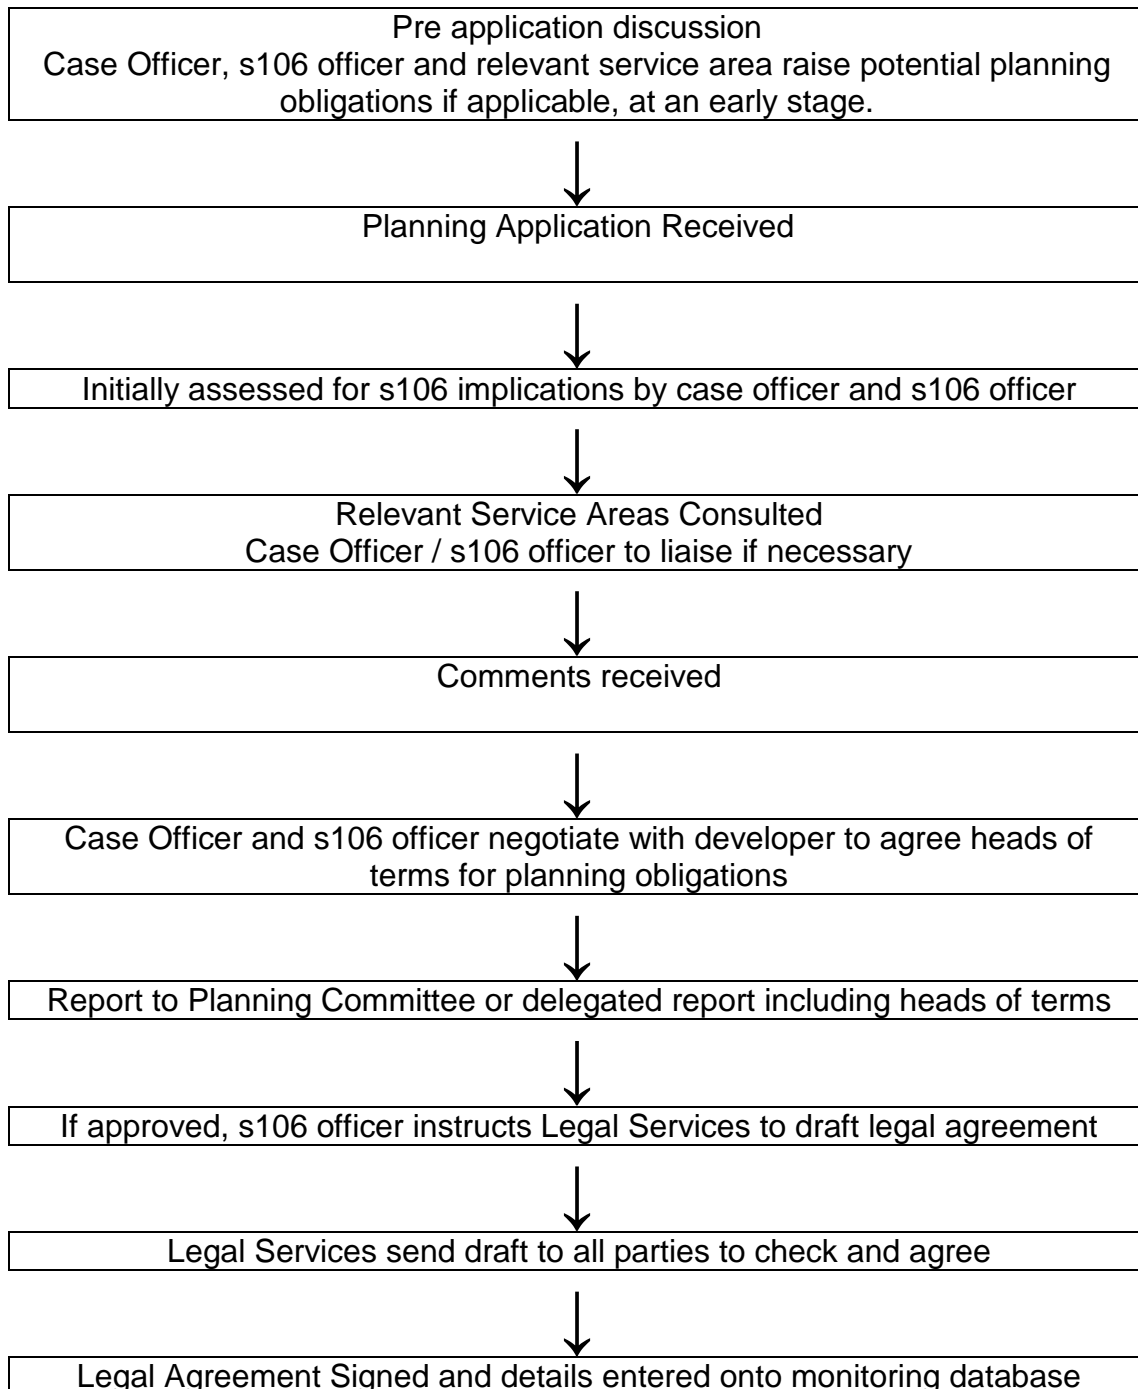 Pre application discussion
Case Officer, s106 officer and relevant service area raise potential planning
obligations if applicable, at an early stage.
Planning Application Received
Initially assessed for s106 implications by case officer and s106 officer
Relevant Service Areas Consulted
Case Officer / s106 officer to liaise if necessary
Comments received
Case Officer and s106 officer negotiate with developer to agree heads of
terms for planning obligations
Report to Planning Committee or delegated report including heads of terms
If approved, s106 officer instructs Legal Services to draft legal agreement
Legal Services send draft to all parties to check and agree
Legal Agreement Signed and details entered onto monitoring database